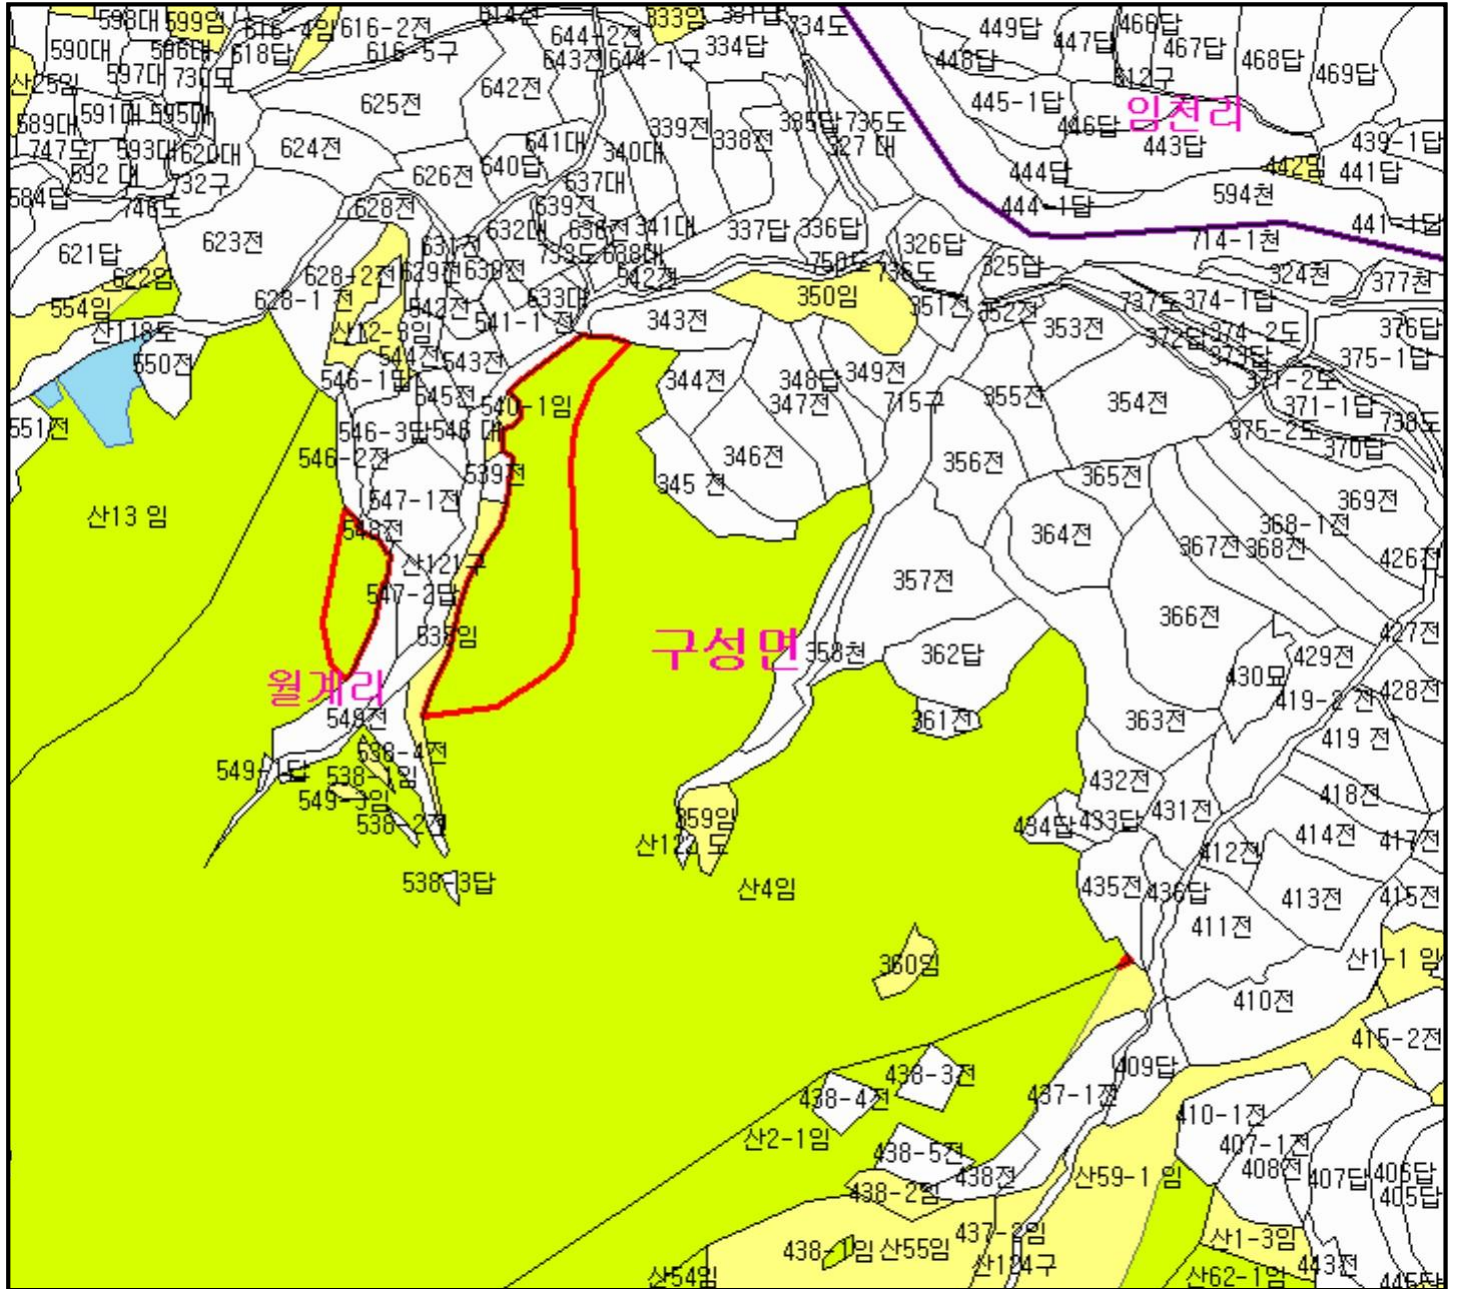 598대
599임
616-4임
616-2전
333임
734도
449답
466답
590대
596대
618답
616-5구
644-2전
643전
644-1구
334답
447답
467답
468답
597대
730도
448답
612구
469답
산25임
642전
591대
595대
625전
445-1답
임천리
589대
339전
338전
335답
735도
446답
593대
620대
624전
641대
340대
327 대
443답
439-1답
747도
640답
592 대
732구
626전
637대
444답
442임
441답
584답
746도
628전
639전
444-1답
594천
623전
632대
636전
341대
337답
336답
441-1답
621답
631전
733도
638대
326답
714-1천
622임
628-2전
629전
630전
642전
750도
736도
325답
324천
377천
554임
628-1 전
542전
633대
350임
351전
352전
737도
374-1답
산118도
산12-3임
541-1 전
343전
353전
372답
374-2도
376답
550전
544전
543전
373답
375-1답
546-1답
545전
344전
348답
349전
371-2도
540-1임
347전
715구
355전
354전
371-1답
738도
551전
546-3답
546 대
375-2도
370답
546-2전
346전
356전
539전
345 전
365전
547-1전
369전
산13 임
548전
364전
368-1전
367전
368전
산121구
426전
357전
547-2답
366전
538임
427전
구성면
358천
362답
429전
월계리
430묘
428전
419-2 전
549전
361전
363전
419 전
538-4전
549-1답
538-1임
432전
549-3임
418전
538-2전
359임
431전
434답
433답
414전
417전
412전
538-3답
산4임
435전
436답
413전
415전
411전
360임
산1-1 임
410전
415-2전
438-3전
409답
438-4전
437-1전
410-1전
산2-1임
407-1전
438-5전
408전
438전
산59-1 임
407답
406답
438-2임
405답
437-2임
438-1임
산55임
산1-3임
산54임
산124구
443전
산62-1임